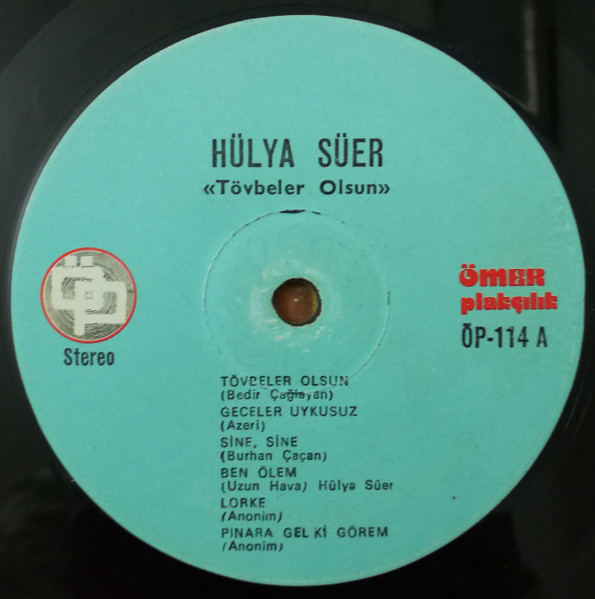 HÜLYA SÜER
«Tövbeler Olsun»
ÖP
Stereo
ÖMER
plakçılık
ÖP-114 A
TÖVBELER OLSUN
(Bedir Çağlayan)
GECELER UYKUSUZ
(Azeri)
SİNE, SİNE
(Burhan Çaçan)
BEN ÖLEM
(Uzun Hava) Hülya Süer
LORKE
(Anonim)
PINARA GEL Kİ GÖREM
(Anonim)